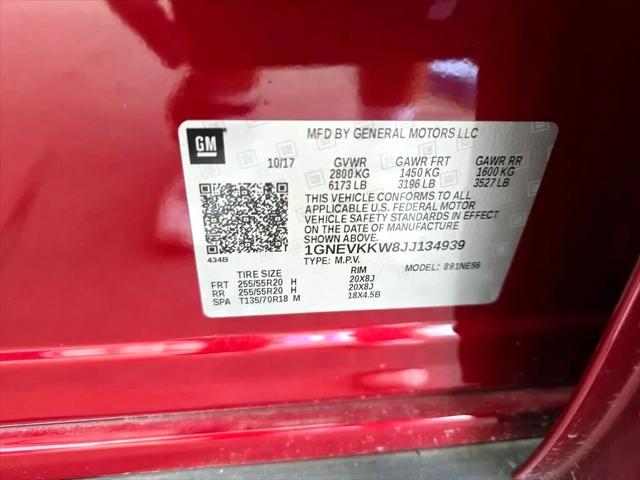 GM
MFD BY GENERAL MOTORS LLC
10/17 GVWR GAWR FRT GAWR RR
2800 KG 1450 KG 1600 KG
6173 LB 3196 LB 3527 LB
THIS VEHICLE CONFORMS TO ALL
APPLICABLE U.S. FEDERAL MOTOR
VEHICLE SAFETY STANDARDS IN EFFECT
ON THE DATE OF MANUFACTURE
SHOWN ABOVE
1GNEVKKW8JJ134939
434B
TYPE: M.P.V. MODEL:
TIRE SIZE RIM
FRT 255/55R20 H 20X8J
RR 255/55R20 H 20X8J
SPA T135/70R18 M 18X4.5B